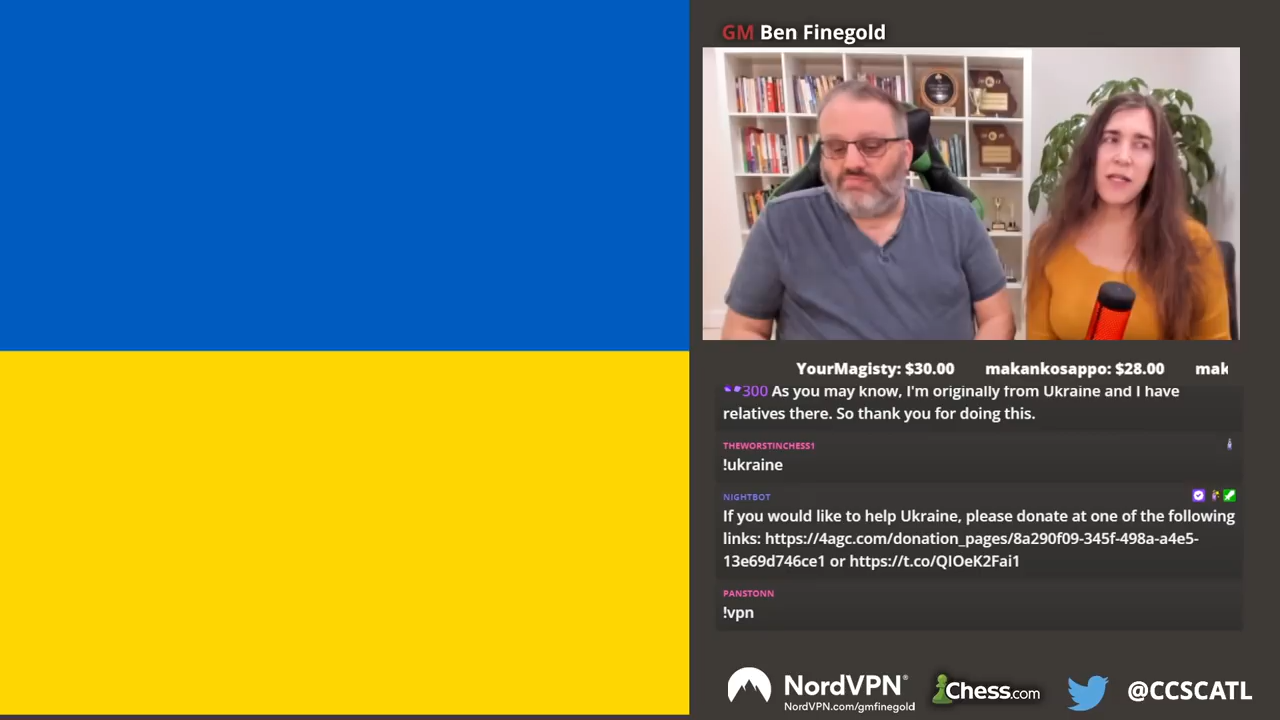 GM Ben Finegold
YourMagisty: $30.00 makankosappo: $28.00 mak
300 As you may know, I'm originally from Ukraine and I have
relatives there. So thank you for doing this.
THEWORSTINCHESS1
!ukraine
NIGHTBOT
If you would like to help Ukraine, please donate at one of the following
links: https://4agc.com/donation_pages/8a290f09-345f-498a-a4e5-
13e69d746ce1 or https://t.co/QIOeK2Fai1
PANSTONN
!vpn
NordVPN®
NordVPN.com/gmfinegold
Chess.com
@CCSCATL